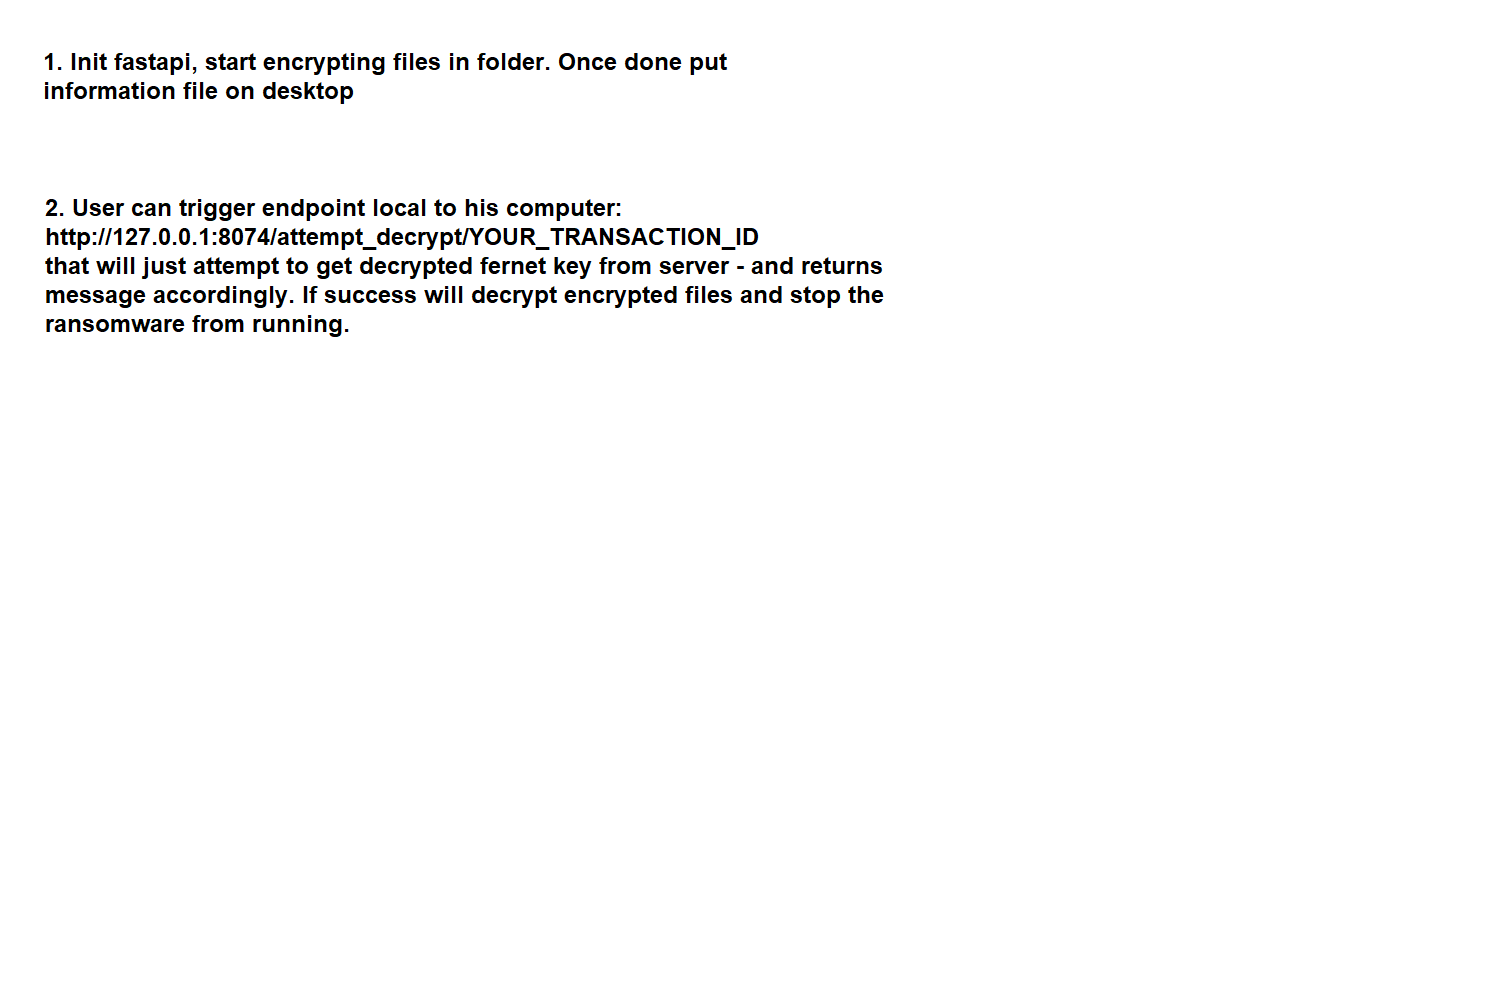 1. Init fastapi, start encrypting files in folder. Once done put
information file on desktop
2. User can trigger endpoint local to his computer:
http://127.0.0.1:8074/attempt_decrypt/YOUR_TRANSACTION_ID
that will just attempt to get decrypted fernet key from server - and returns
message accordingly. If success will decrypt encrypted files and stop the
ransomware from running.